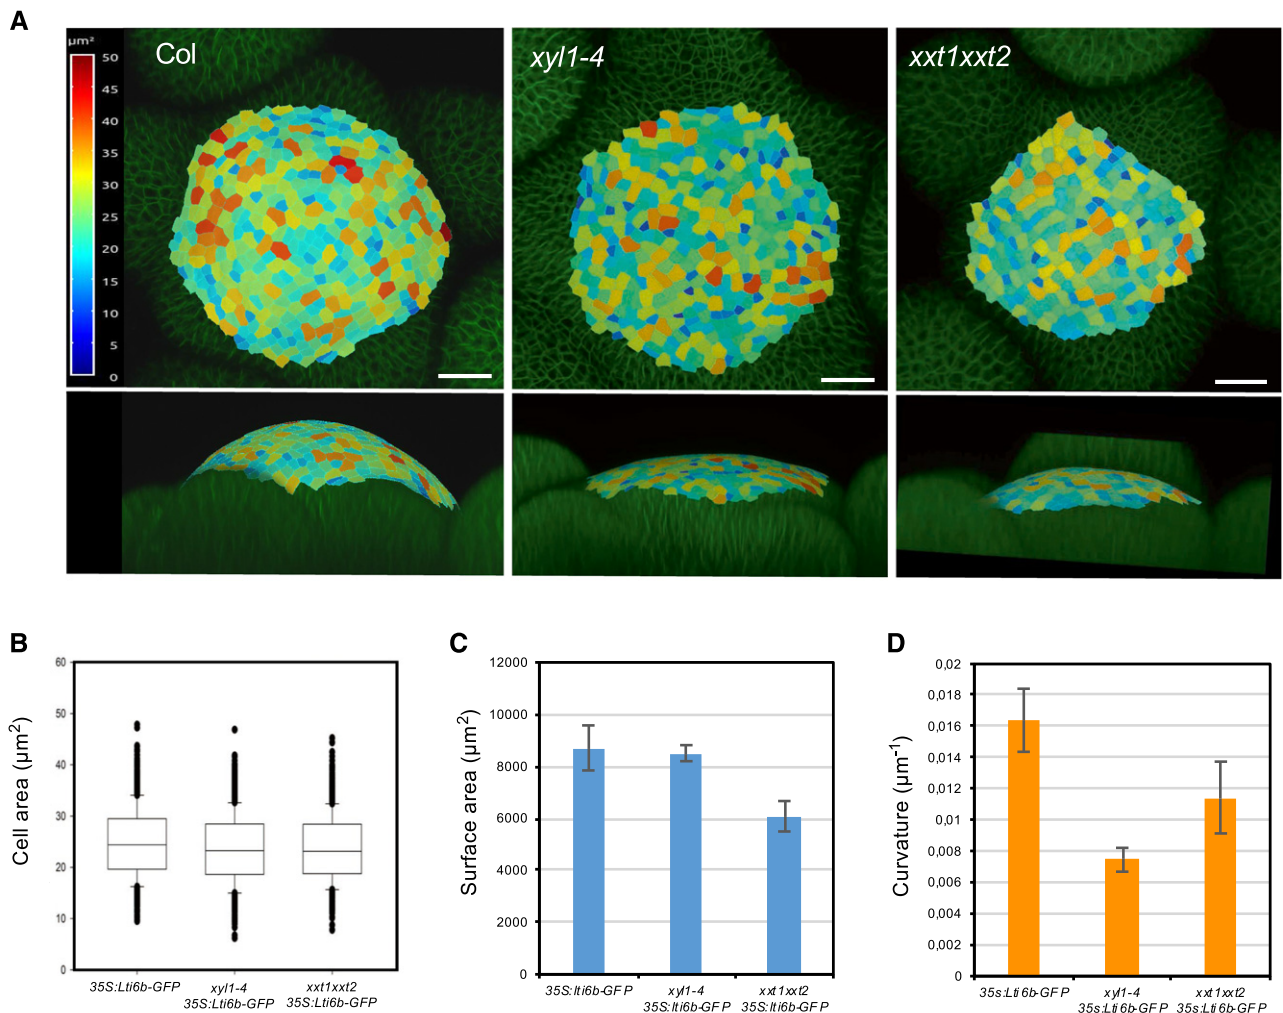 A
µm²
Col
xyl1-4
xxt1xxt2
50
45
40
35
30
25
20
15
10
5
0
B
Cell area (µm²)
60
50
40
30
20
10
0
35S:Lti6b-GFP
xyl1-4
35S:Lti6b-GFP
xxt1xxt2
35S:Lti6b-GFP
C
Surface area (µm²)
12000
10000
8000
6000
4000
2000
0
35S:lti6b-GFP
xyl1-4
35S:lti6b-GFP
xxt1xxt2
35S:lti6b-GFP
D
Curvature (µm⁻¹)
0,02
0,018
0,016
0,014
0,012
0,01
0,008
0,006
0,004
0,002
0
35s:Lti6b-GFP
xyl1-4
35s:Lti6b-GFP
xxt1xxt2
35s:Lti6b-GFP